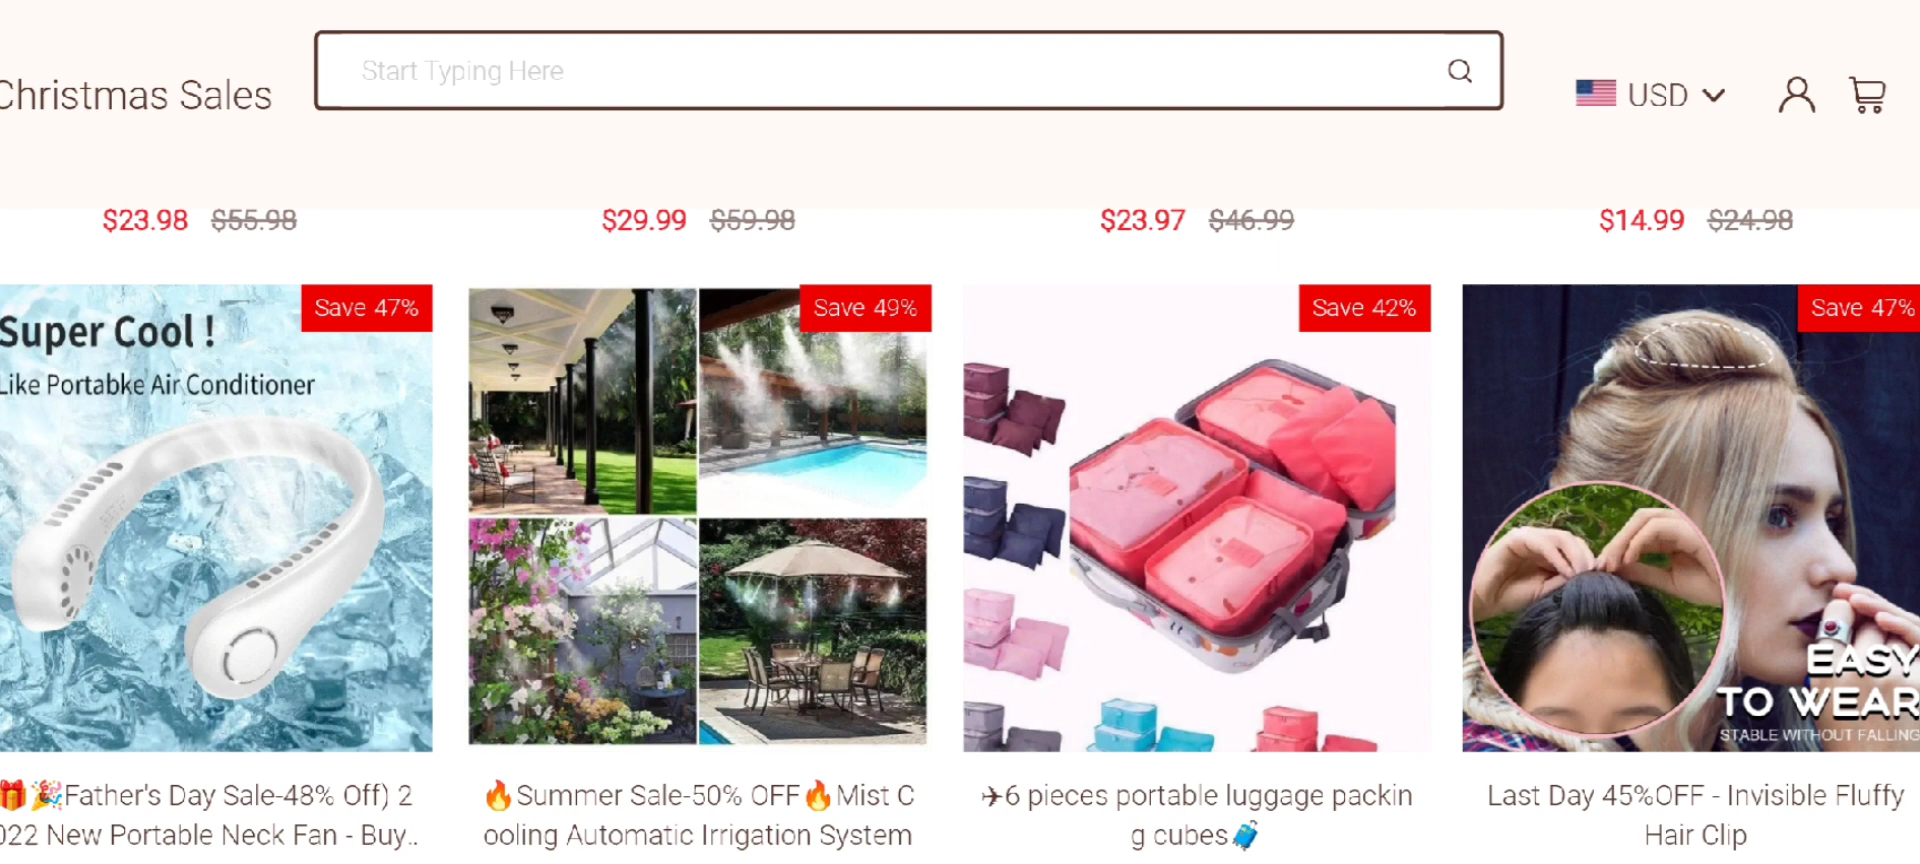 Start Typing Here
Christmas Sales
USD
$23.98 $55.98
$29.99 $59.98
$23.97 $46.99
$14.99 $24.98
Save 47%
Super Cool !
Like Portabke Air Conditioner
Save 49%
Save 42%
Save 47%
EASY
TO WEAR
STABLE WITHOUT FALLING
🎁🎉Father's Day Sale-48% Off) 2
022 New Portable Neck Fan - Buy..
🔥Summer Sale-50% OFF🔥Mist C
ooling Automatic Irrigation System
✈6 pieces portable luggage packin
g cubes🧳
Last Day 45%OFF - Invisible Fluffy
Hair Clip